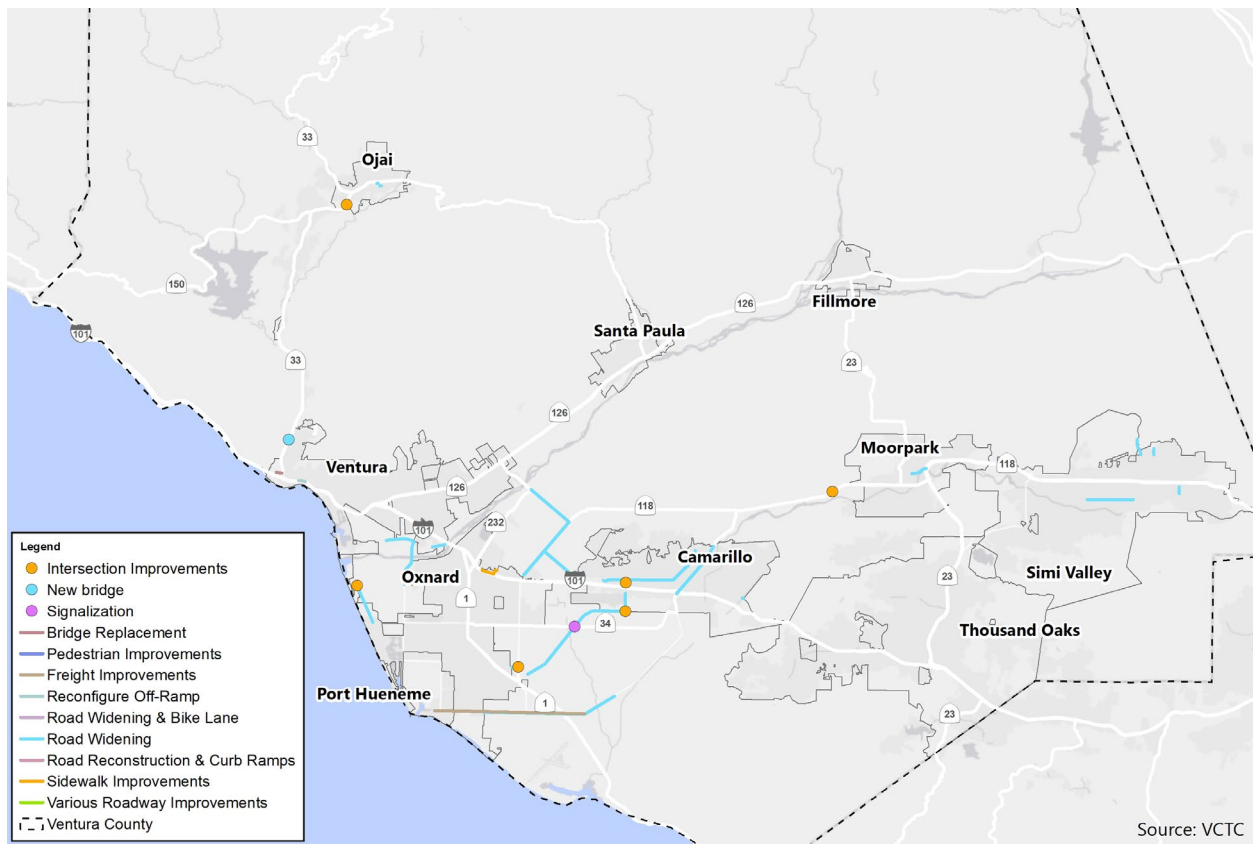 33
Ojai
150
126
Fillmore
Santa Paula
101
33
23
126
Moorpark
Ventura
118
126
118
232
101
Camarillo
101
Oxnard
Simi Valley
23
1
34
Thousand Oaks
Port Hueneme
1
23
Legend
Intersection Improvements
New bridge
Signalization
Bridge Replacement
Pedestrian Improvements
Freight Improvements
Reconfigure Off-Ramp
Road Widening & Bike Lane
Road Widening
Road Reconstruction & Curb Ramps
Sidewalk Improvements
Various Roadway Improvements
Ventura County
Source: VCTC